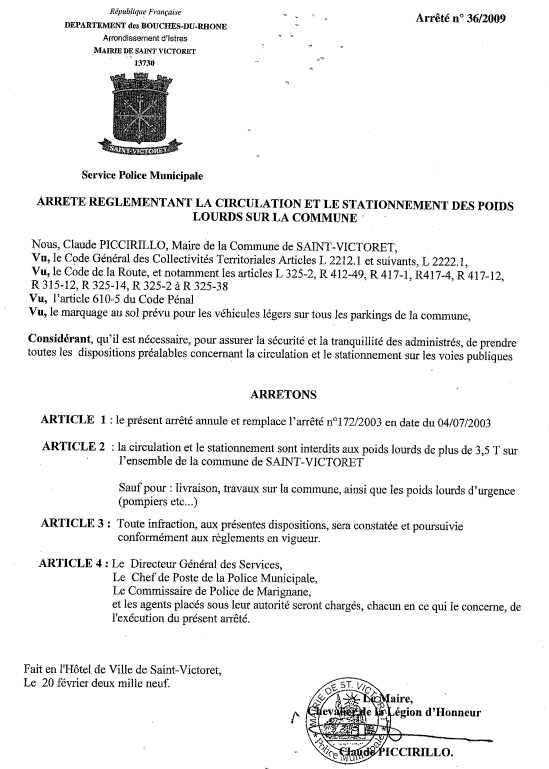 République Française
Arrêté n° 36/2009
DEPARTEMENT des BOUCHES-DU-RHONE
Arrondissement d'Istres
MAIRIE DE SAINT VICTORET
13730
SAINT-VICTORET
Service Police Municipale
ARRETE REGLEMENTANT LA CIRCULATION ET LE STATIONNEMENT DES POIDS
LOURDS SUR LA COMMUNE
Nous, Claude PICCIRILLO, Maire de la Commune de SAINT-VICTORET,
Vu, le Code Général des Collectivités Territoriales Articles L 2212.1 et suivants, L 2222.1,
Vu, le Code de la Route, et notamment les articles L 325-2, R 412-49, R 417-1, R417-4, R 417-12,
R 315-12, R 325-14, R 325-2 à R 325-38
Vu, l'article 610-5 du Code Pénal
Vu, le marquage au sol prévu pour les véhicules légers sur tous les parkings de la commune,
Considérant, qu'il est nécessaire, pour assurer la sécurité et la tranquillité des administrés, de prendre
toutes les dispositions préalables concernant la circulation et le stationnement sur les voies publiques
ARRETONS
ARTICLE 1 : le présent arrêté annule et remplace l'arrêté n°172/2003 en date du 04/07/2003
ARTICLE 2 : la circulation et le stationnement sont interdits aux poids lourds de plus de 3,5 T sur
l'ensemble de la commune de SAINT-VICTORET
Sauf pour : livraison, travaux sur la commune, ainsi que les poids lourds d'urgence
(pompiers etc...)
ARTICLE 3 : Toute infraction, aux présentes dispositions, sera constatée et poursuivie
conformément aux règlements en vigueur.
ARTICLE 4 : Le Directeur Général des Services,
Le Chef de Poste de la Police Municipale,
Le Commissaire de Police de Marignane,
et les agents placés sous leur autorité seront chargés, chacun en ce qui le concerne, de
l'exécution du présent arrêté.
Fait en l'Hôtel de Ville de Saint-Victoret,
Le 20 février deux mille neuf.
Le Maire,
Chevalier de la Légion d'Honneur
MAIRIE DE ST. VICTORET
Police Municipale
Claude PICCIRILLO.